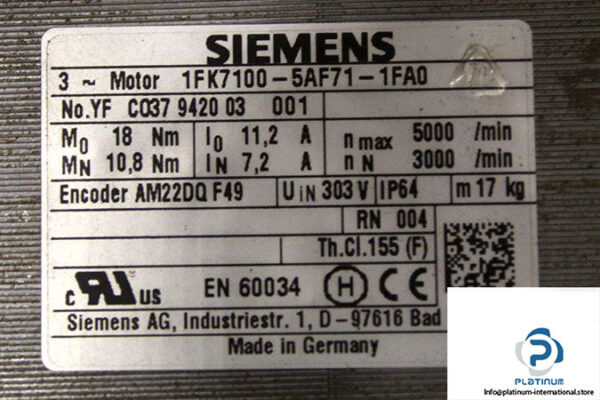 SIEMENS
3 ~ Motor 1FK7100-5AF71-1FA0
No.YF C037 9420 03 001
M0 18 Nm I0 11,2 A n max 5000 /min
MN 10,8 Nm IN 7,2 A n N 3000 /min
Encoder AM22DQ F49 UIN 303 V IP64 m 17 kg
RN 004
Th.Cl.155 (F)
c RU US EN 60034 H CE
Siemens AG, Industriestr. 1, D-97616 Bad
Made in Germany
PLATINUM
Info@platinum-international.store